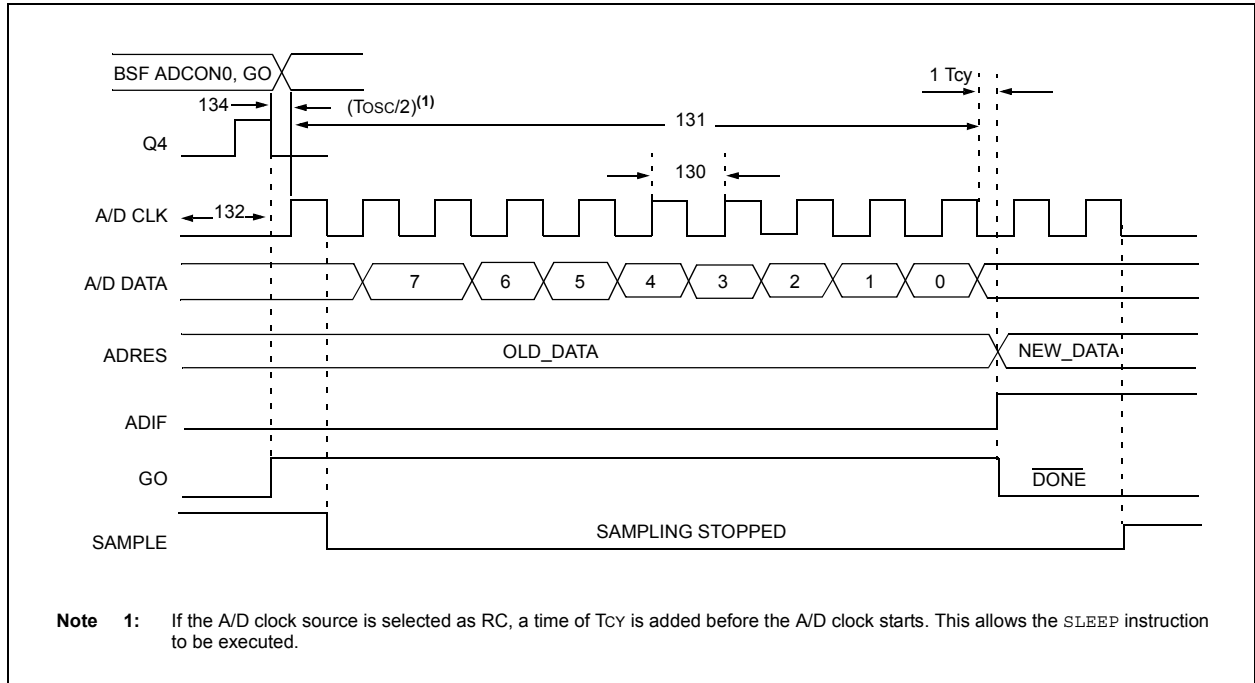 BSF ADCON0, GO
1 TCY
134
(TOSC/2)(1)
131
Q4
130
A/D CLK
132
A/D DATA
7 6 5 4 3 2 1 0
ADRES
OLD_DATA
NEW_DATA
ADIF
GO
DONE
SAMPLE
SAMPLING STOPPED
Note 1: If the A/D clock source is selected as RC, a time of TCY is added before the A/D clock starts. This allows the SLEEP instruction
to be executed.